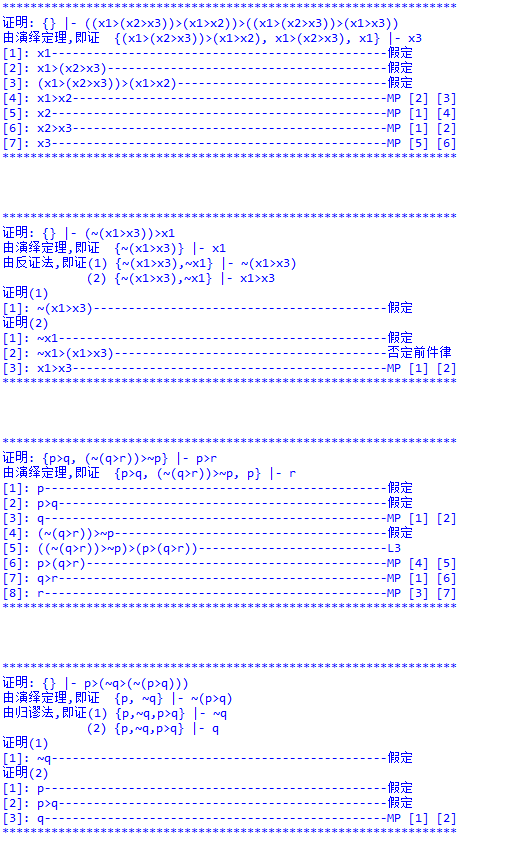 *****************************************************************
证明: {} |- ((x1>(x2>x3))>(x1>x2))>((x1>(x2>x3))>(x1>x3))
由演绎定理,即证  {(x1>(x2>x3))>(x1>x2), x1>(x2>x3), x1} |- x3
[1]: x1------------------------------------------------假定
[2]: x1>(x2>x3)----------------------------------------假定
[3]: (x1>(x2>x3))>(x1>x2)------------------------------假定
[4]: x1>x2---------------------------------------------MP [2] [3]
[5]: x2------------------------------------------------MP [1] [4]
[6]: x2>x3---------------------------------------------MP [1] [2]
[7]: x3------------------------------------------------MP [5] [6]
*****************************************************************
*****************************************************************
证明: {} |- (~(x1>x3))>x1
由演绎定理,即证  {~(x1>x3)} |- x1
由反证法,即证(1) {~(x1>x3),~x1} |- ~(x1>x3)
            (2) {~(x1>x3),~x1} |- x1>x3
证明(1)
[1]: ~(x1>x3)------------------------------------------假定
证明(2)
[1]: ~x1-----------------------------------------------假定
[2]: ~x1>(x1>x3)---------------------------------------否定前件律
[3]: x1>x3---------------------------------------------MP [1] [2]
*****************************************************************
*****************************************************************
证明: {p>q, (~(q>r))>~p} |- p>r
由演绎定理,即证  {p>q, (~(q>r))>~p, p} |- r
[1]: p-------------------------------------------------假定
[2]: p>q-----------------------------------------------假定
[3]: q-------------------------------------------------MP [1] [2]
[4]: (~(q>r))>~p---------------------------------------假定
[5]: ((~(q>r))>~p)>(p>(q>r))---------------------------L3
[6]: p>(q>r)-------------------------------------------MP [4] [5]
[7]: q>r-----------------------------------------------MP [1] [6]
[8]: r-------------------------------------------------MP [3] [7]
*****************************************************************
*****************************************************************
证明: {} |- p>(~q>(~(p>q)))
由演绎定理,即证  {p, ~q} |- ~(p>q)
由归谬法,即证(1) {p,~q,p>q} |- ~q
            (2) {p,~q,p>q} |- q
证明(1)
[1]: ~q------------------------------------------------假定
证明(2)
[1]: p-------------------------------------------------假定
[2]: p>q-----------------------------------------------假定
[3]: q-------------------------------------------------MP [1] [2]
*****************************************************************